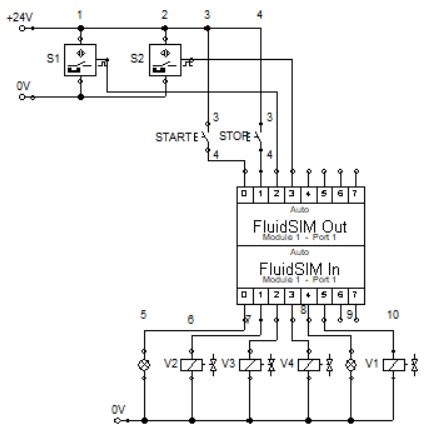 +24V 1 2 3 4
S1 S2
0V
3 3
START STOP
4 4
0 1 2 3 4 5 6 7
Auto
FluidSIM Out
Module 1 - Port 1
Auto
FluidSIM In
Module 1 - Port 1
0 1 2 3 4 5 6 7
5 6 7 8 9 10
V2 V3 V4 V1
0V